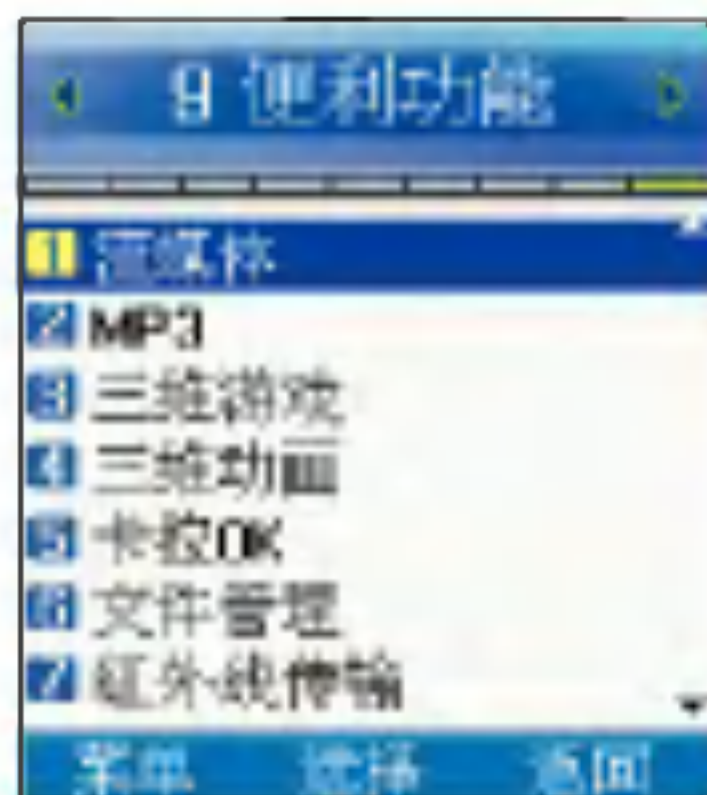 9 便利功能
1 流媒体
2 MP3
3 三维游戏
4 三维动画
5 卡拉OK
6 文件管理
7 红外线传输
菜单 选择 返回